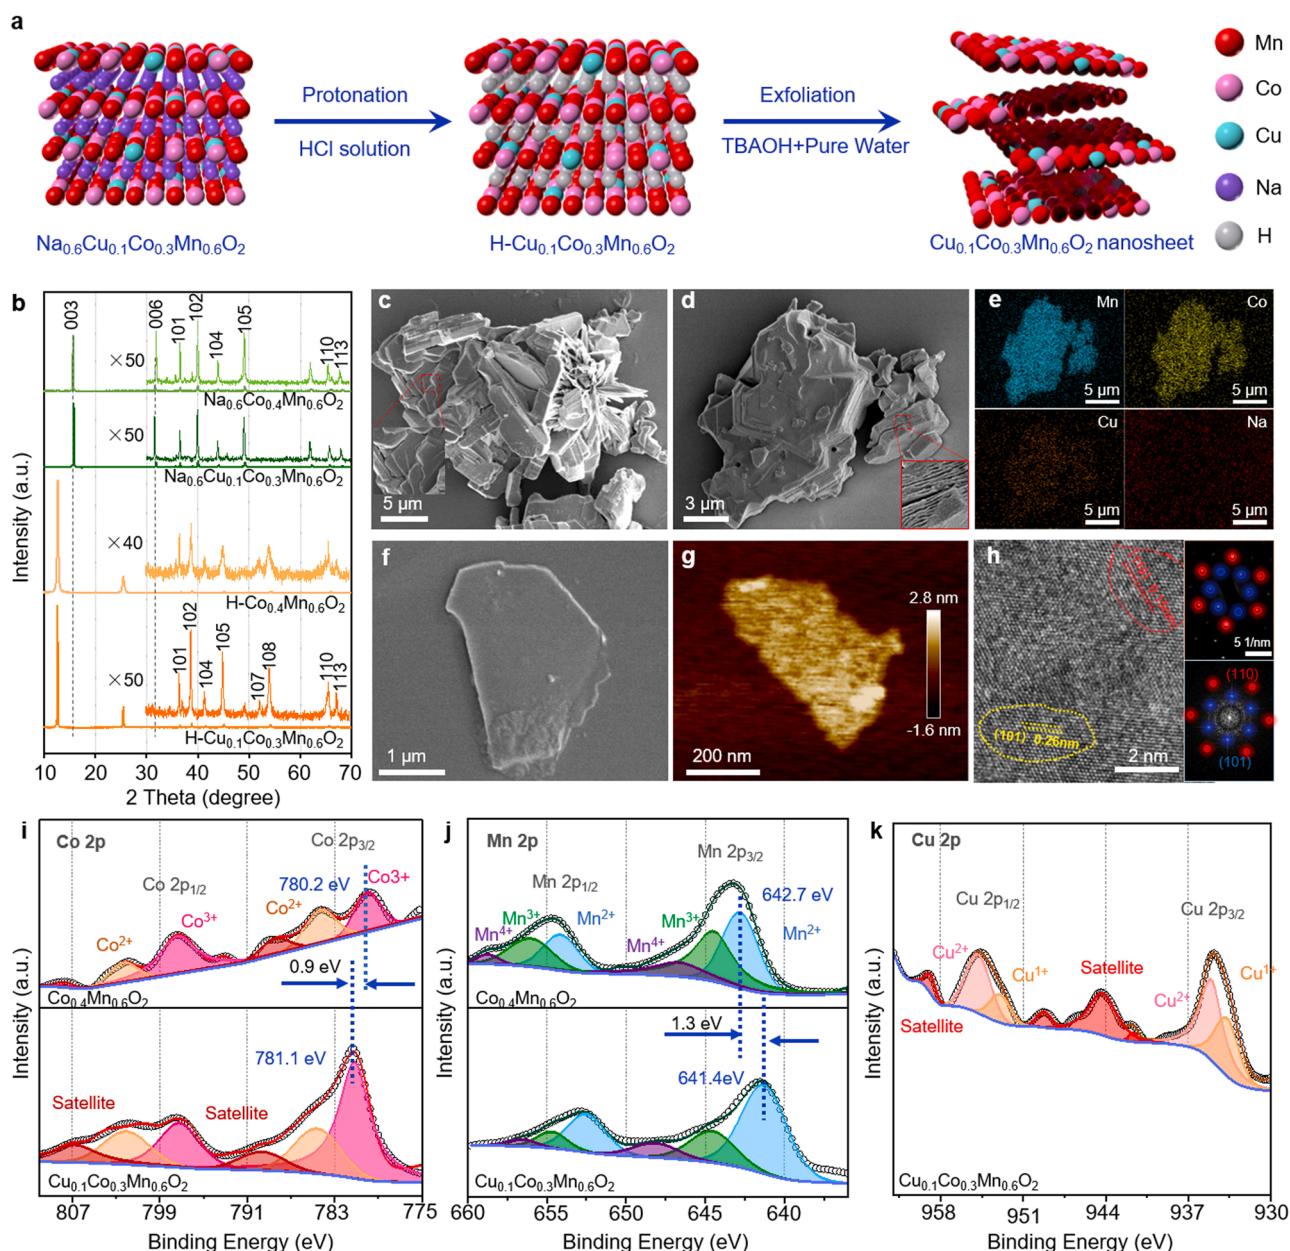 a
Protonation
HCl solution
Exfoliation
TBAOH+Pure Water
Mn
Co
Cu
Na
H
Na0.6Cu0.1Co0.3Mn0.6O2
H-Cu0.1Co0.3Mn0.6O2
Cu0.1Co0.3Mn0.6O2 nanosheet
b
Intensity (a.u.)
003
006
101
102
104
105
110
113
×50
Na0.6Co0.4Mn0.6O2
×50
Na0.6Cu0.1Co0.3Mn0.6O2
×40
H-Co0.4Mn0.6O2
×50
101
102
104
105
107
108
110
113
H-Cu0.1Co0.3Mn0.6O2
10 20 30 40 50 60 70
2 Theta (degree)
c
5 µm
d
3 µm
e
Mn
5 µm
Co
5 µm
Cu
5 µm
Na
5 µm
f
1 µm
g
2.8 nm
-1.6 nm
200 nm
h
(101) 0.26nm
2 nm
5 1/nm
(110)
(101)
i
Co 2p
Co 2p3/2
Co 2p1/2
780.2 eV
Co3+
Co2+
Co3+
Co2+
0.9 eV
Co0.4Mn0.6O2
781.1 eV
Satellite
Satellite
Cu0.1Co0.3Mn0.6O2
807 799 791 783 775
Binding Energy (eV)
Intensity (a.u.)
j
Mn 2p
Mn 2p3/2
Mn 2p1/2
642.7 eV
Mn3+
Mn2+
Mn3+
Mn4+
Mn4+
Mn2+
Co0.4Mn0.6O2
1.3 eV
641.4eV
Cu0.1Co0.3Mn0.6O2
660 655 650 645 640
Binding Energy (eV)
Intensity (a.u.)
k
Cu 2p
Cu 2p1/2
Cu 2p3/2
Cu2+
Cu1+
Satellite
Cu2+
Cu1+
Satellite
Cu0.1Co0.3Mn0.6O2
958 951 944 937 930
Binding Energy (eV)
Intensity (a.u.)